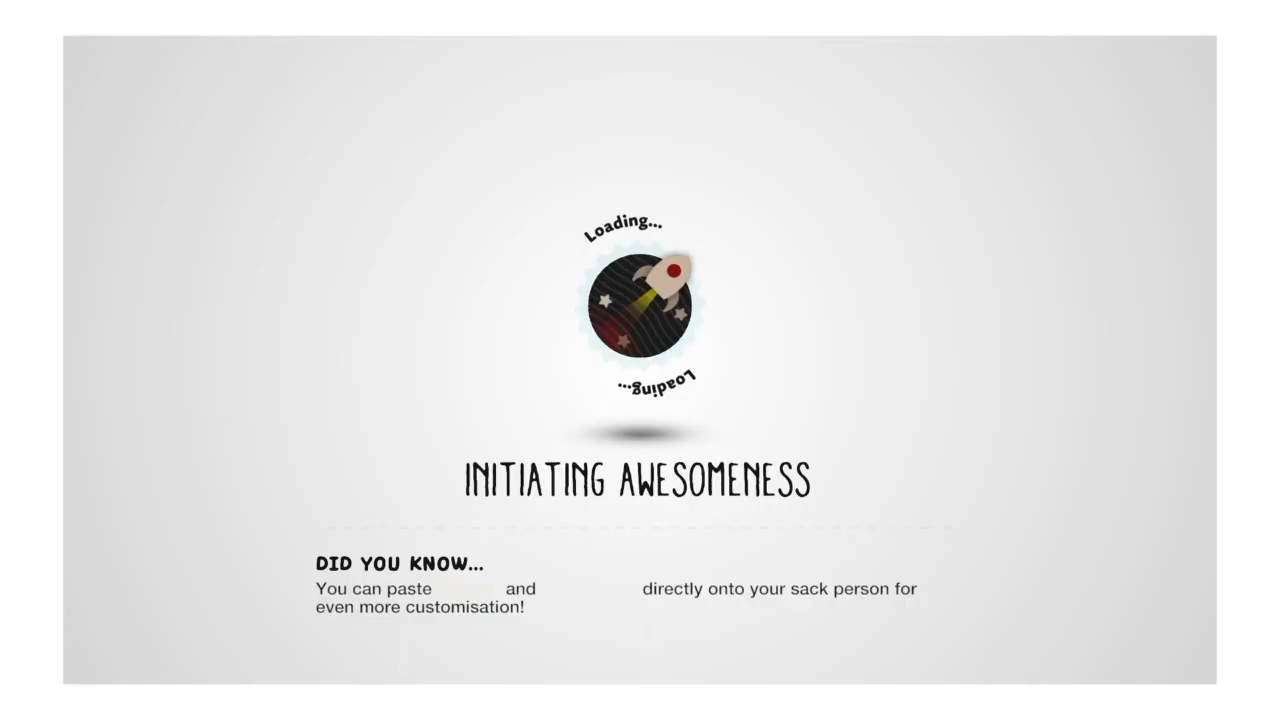 Loading...
Loading...
INITIATING AWESOMENESS
DID YOU KNOW...
You can paste and directly onto your sack person for
even more customisation!